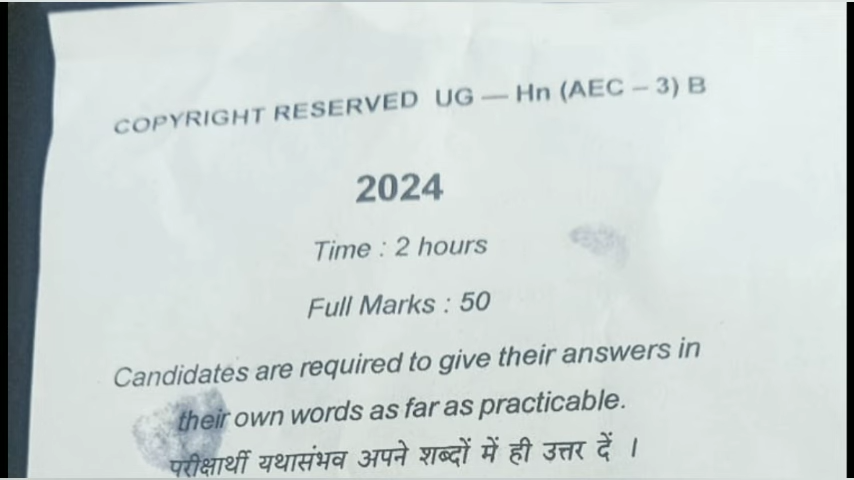 COPYRIGHT RESERVED UG — Hn (AEC – 3) B
2024
Time : 2 hours
Full Marks : 50
Candidates are required to give their answers in
their own words as far as practicable.
परीक्षार्थी यथासंभव अपने शब्दों में ही उत्तर दें ।